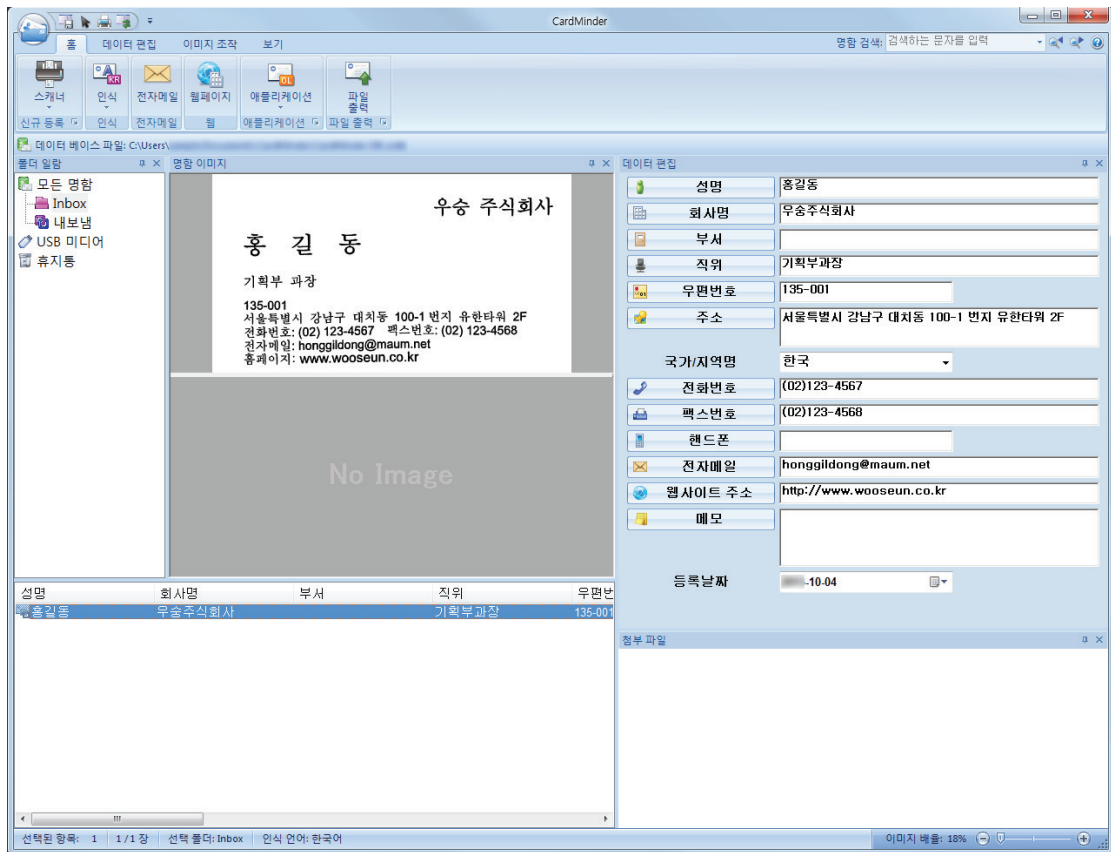 CardMinder
홈 데이터 편집 이미지 조작 보기
명함 검색: 검색하는 문자를 입력
스캐너 인식 전자메일 웹페이지 애플리케이션 파일
출력
신규 등록 인식 전자메일 웹 애플리케이션 파일 출력
데이터 베이스 파일: C:\Users\
폴더 일람
모든 명함
Inbox
내보냄
USB 미디어
휴지통
명함 이미지
우승 주식회사
홍 길 동
기획부 과장
135-001
서울특별시 강남구 대치동 100-1 번지 유한타워 2F
전화번호: (02) 123-4567 팩스번호: (02) 123-4568
전자메일: honggildong@maum.net
홈페이지: www.wooseun.co.kr
No Image
데이터 편집
성명 홍길동
회사명 우숭주식회사
부서
직위 기획부과장
우편번호 135-001
주소 서울특별시 강남구 대치동 100-1 번지 유한타워 2F
국가/지역명 한국
전화번호 (02)123-4567
팩스번호 (02)123-4568
핸드폰
전자메일 honggildong@maum.net
웹사이트 주소 http://www.wooseun.co.kr
메모
등록날짜 -10-04
성명 회사명 부서 직위 우편번
홍길동 우숭주식회사 기획부과장 135-001
첨부 파일
선택된 항목: 1 1/1 장 선택 폴더: Inbox 인식 언어: 한국어
이미지 배율: 18%